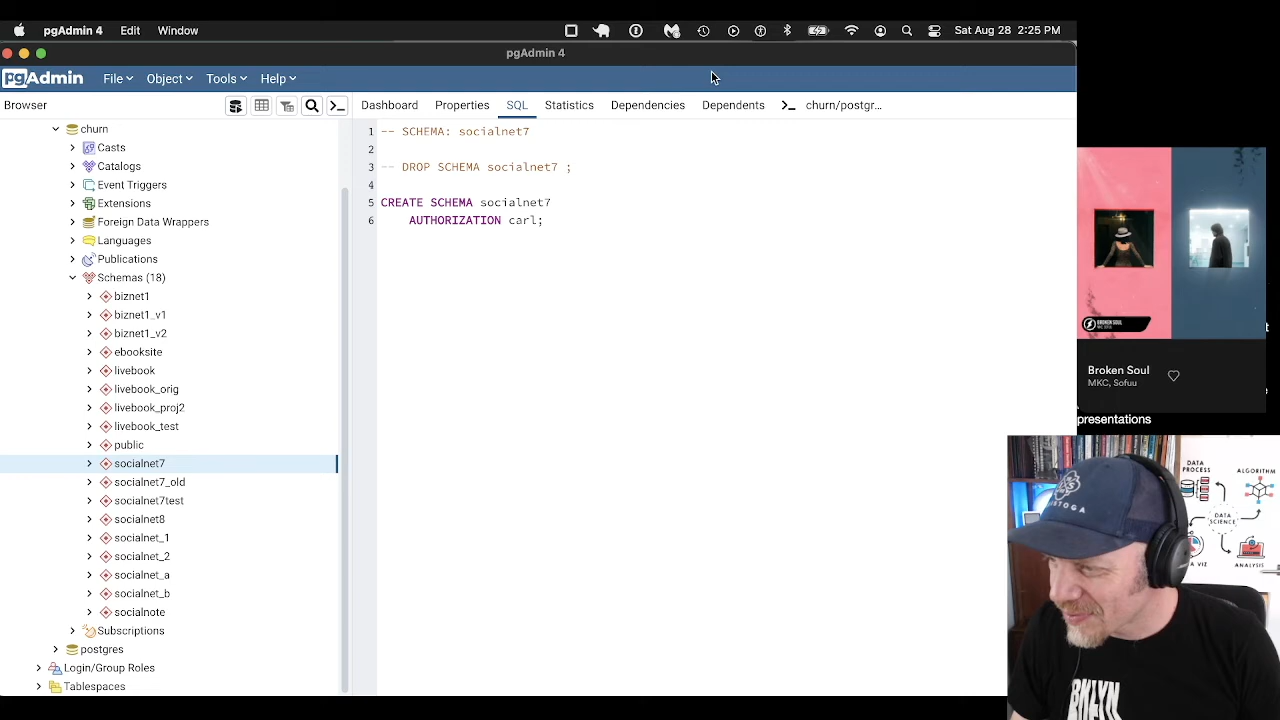 pgAdmin 4 Edit Window
Sat Aug 28 2:25 PM
pgAdmin 4
pgAdmin File Object Tools Help
Browser
Dashboard Properties SQL Statistics Dependencies Dependents churn/postgr...
churn
Casts
Catalogs
Event Triggers
Extensions
Foreign Data Wrappers
Languages
Publications
Schemas (18)
biznet1
biznet1_v1
biznet1_v2
ebooksite
livebook
livebook_orig
livebook_proj2
livebook_test
public
socialnet7
socialnet7_old
socialnet7test
socialnet8
socialnet_1
socialnet_2
socialnet_a
socialnet_b
socialnote
Subscriptions
postgres
Login/Group Roles
Tablespaces
1 -- SCHEMA: socialnet7
2
3 -- DROP SCHEMA socialnet7 ;
4
5 CREATE SCHEMA socialnet7
6 AUTHORIZATION carl;
BROKEN SOUL
Broken Soul
MKC, Sofuu
presentations
DATA
PROCESS
ALGORITHM
DATA
SCIENCE
ANALYSIS